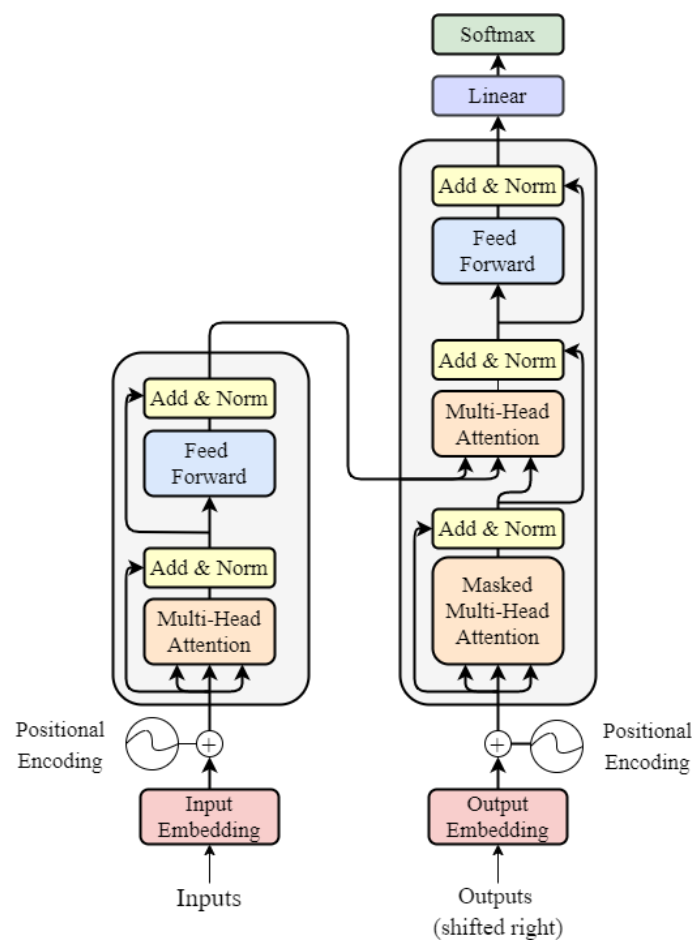 Softmax
Linear
Add & Norm
Feed
Forward
Add & Norm
Multi-Head
Attention
Add & Norm
Masked
Multi-Head
Attention
Add & Norm
Feed
Forward
Add & Norm
Multi-Head
Attention
Positional
Encoding
+
+
Positional
Encoding
Input
Embedding
Output
Embedding
Inputs
Outputs
(shifted right)